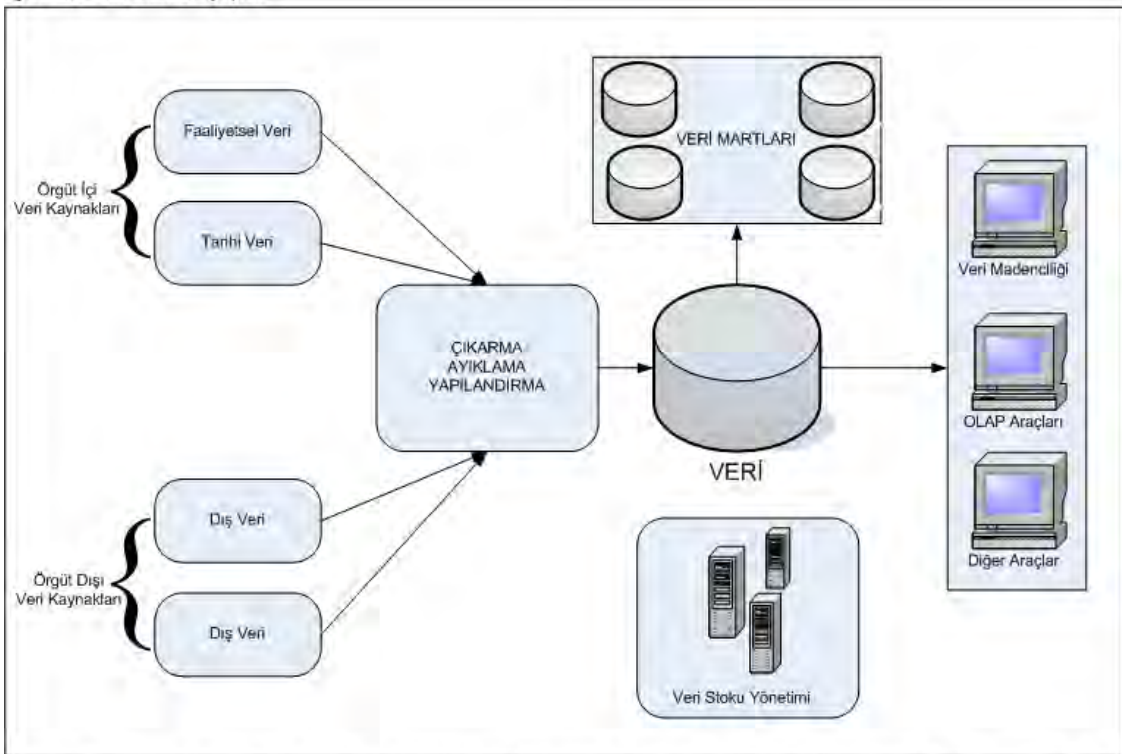 Faaliyetsel Veri
Örgüt İçi
Veri Kaynakları
Tarihi Veri
ÇIKARMA
AYIKLAMA
YAPILANDIRMA
VERİ MARTLARI
VERİ
Veri Madenciliği
OLAP Araçları
Diğer Araçlar
Dış Veri
Örgüt Dışı
Veri Kaynakları
Dış Veri
Veri Stoku Yönetimi